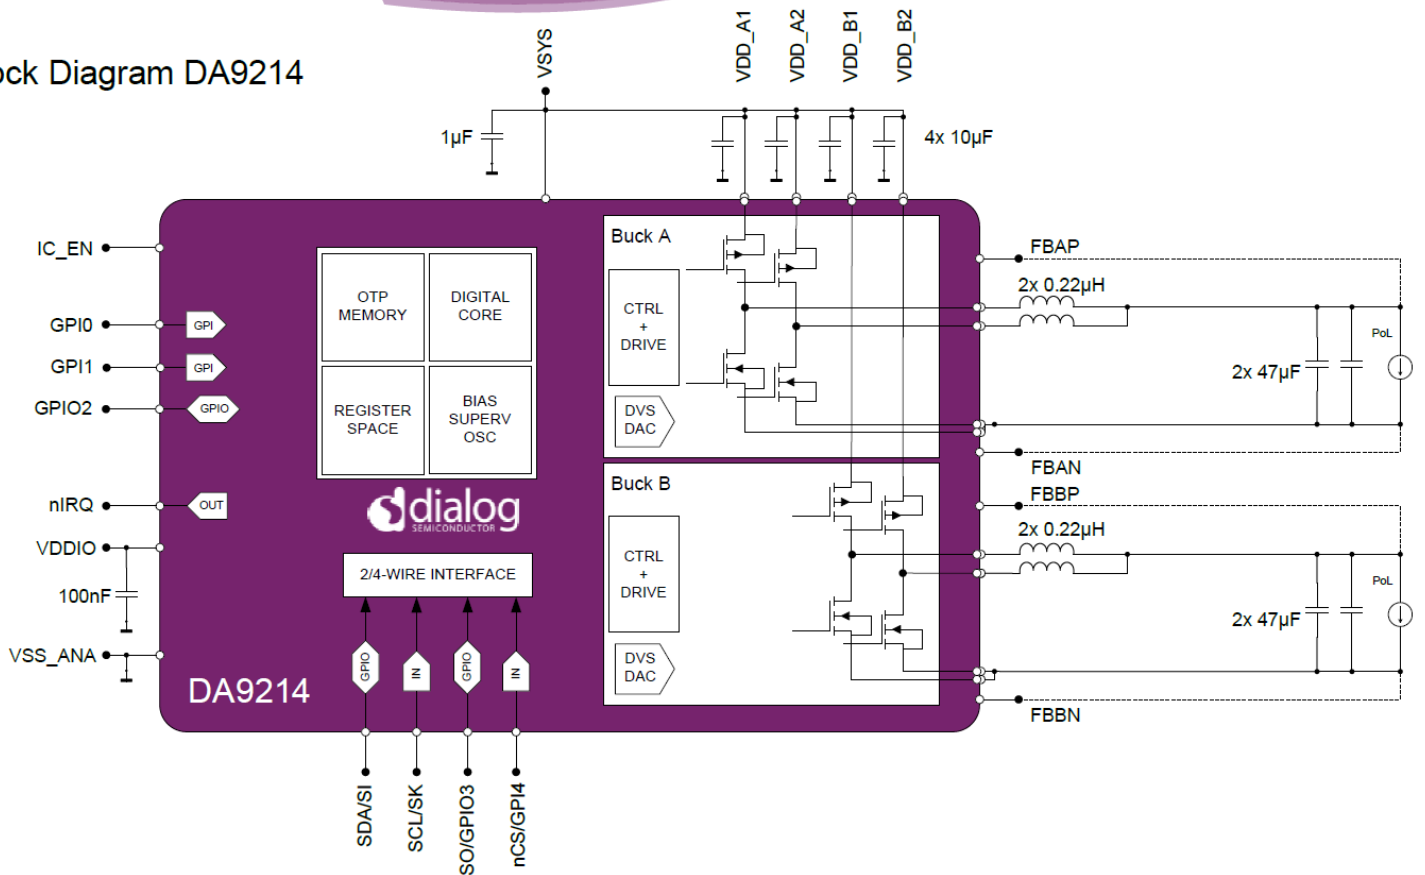 ock Diagram DA9214
VSYS
VDD_A1
VDD_A2
VDD_B1
VDD_B2
1µF
4x 10µF
IC_EN
GPI0
GPI
GPI1
GPI
GPIO2
GPIO
nIRQ
OUT
VDDIO
100nF
VSS_ANA
OTP
MEMORY
DIGITAL
CORE
REGISTER
SPACE
BIAS
SUPERV
OSC
dialog
SEMICONDUCTOR
2/4-WIRE INTERFACE
GPIO
IN
GPIO
IN
DA9214
SDA/SI
SCL/SK
SO/GPIO3
nCS/GPI4
Buck A
CTRL
+
DRIVE
DVS
DAC
Buck B
CTRL
+
DRIVE
DVS
DAC
FBAP
2x 0.22µH
2x 47µF
PoL
FBAN
FBBP
2x 0.22µH
2x 47µF
PoL
FBBN